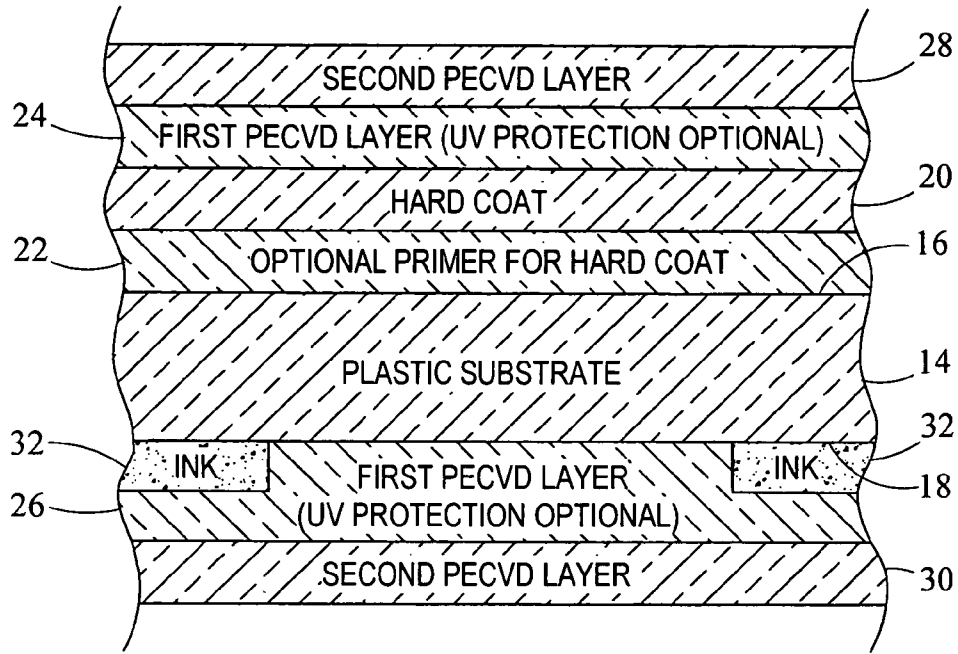 SECOND PECVD LAYER
28
24
FIRST PECVD LAYER (UV PROTECTION OPTIONAL)
HARD COAT
20
22
OPTIONAL PRIMER FOR HARD COAT
16
PLASTIC SUBSTRATE
14
32
INK
FIRST PECVD LAYER
(UV PROTECTION OPTIONAL)
INK
32
18
26
SECOND PECVD LAYER
30